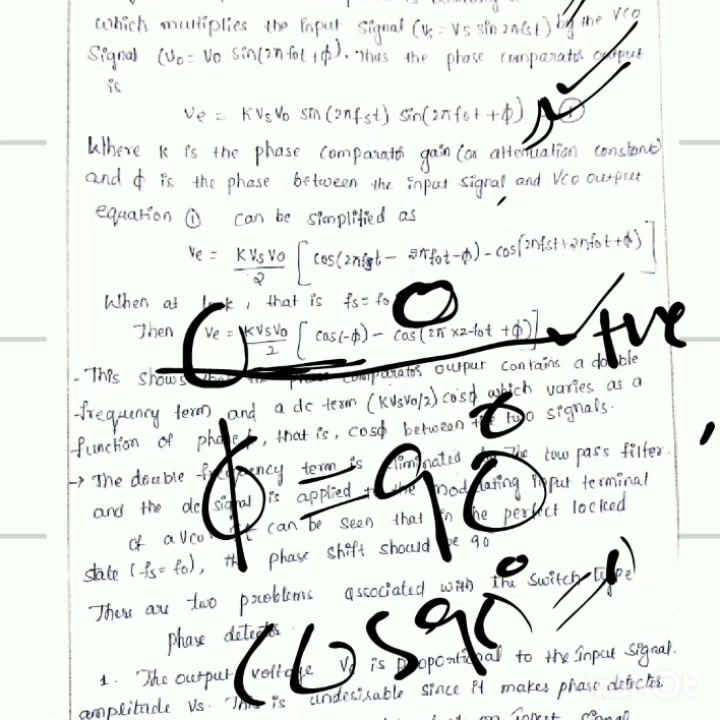 which multiplies the input signal (Vs = Vs sin 2πfst) by the VCO
Signal (Vo = Vo sin(2πfot + φ). Thus the phase comparator output
is
Ve = KVsVo sin (2πfst) sin(2πfot + φ) → ①
Where K is the phase comparator gain (or attenuation constant)
and φ is the phase between the input signal and VCO output
equation ① can be simplified as
Ve = KVsVo/2 [cos(2πfst - 2πfot - φ) - cos(2πfst + 2πfot + φ)]
When at lock, that is fs = fo
Then Ve = KVsVo/2 [cos(-φ) - cos(2π x 2fot + φ)]
0
+ve
- This shows that the phase comparator output contains a double
frequency term and a dc term (KVsVo/2) cosφ which varies as a
function of phase φ, that is, cosφ between the two signals.
φ = 90°
→ The double frequency term is eliminated by the low pass filter
and the dc signal is applied to the modulating input terminal
of a VCO. It can be seen that in the perfect locked
state (fs = fo), the phase shift should be 90
There are two problems associated with the switch type
phase detector.
cos90° =
1. The output voltage Ve is proportional to the input signal.
amplitude Vs. This is undesirable since it makes phase detector
on input signal